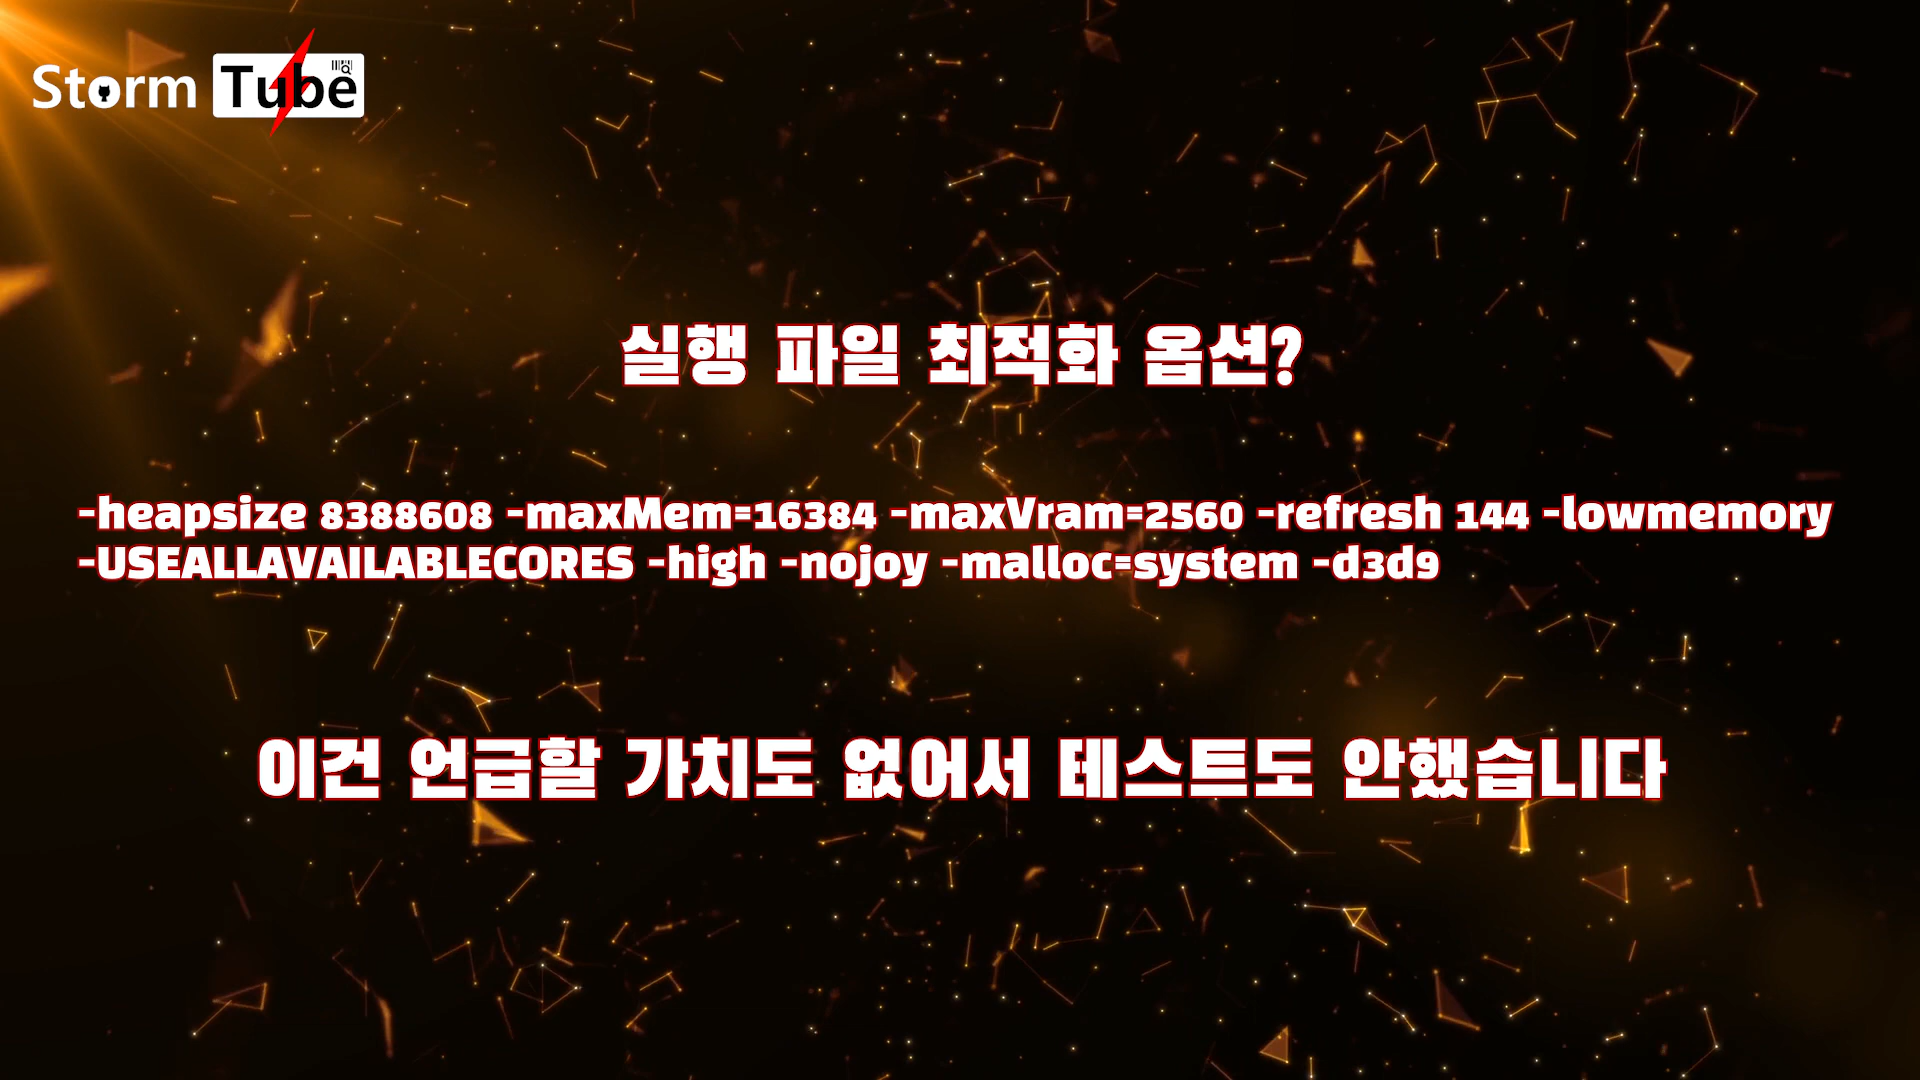 Storm Tube
실행 파일 최적화 옵션?
-heapsize 8388608 -maxMem=16384 -maxVram=2560 -refresh 144 -lowmemory
-USEALLAVAILABLECORES -high -nojoy -malloc=system -d3d9
이건 언급할 가치도 없어서 테스트도 안했습니다